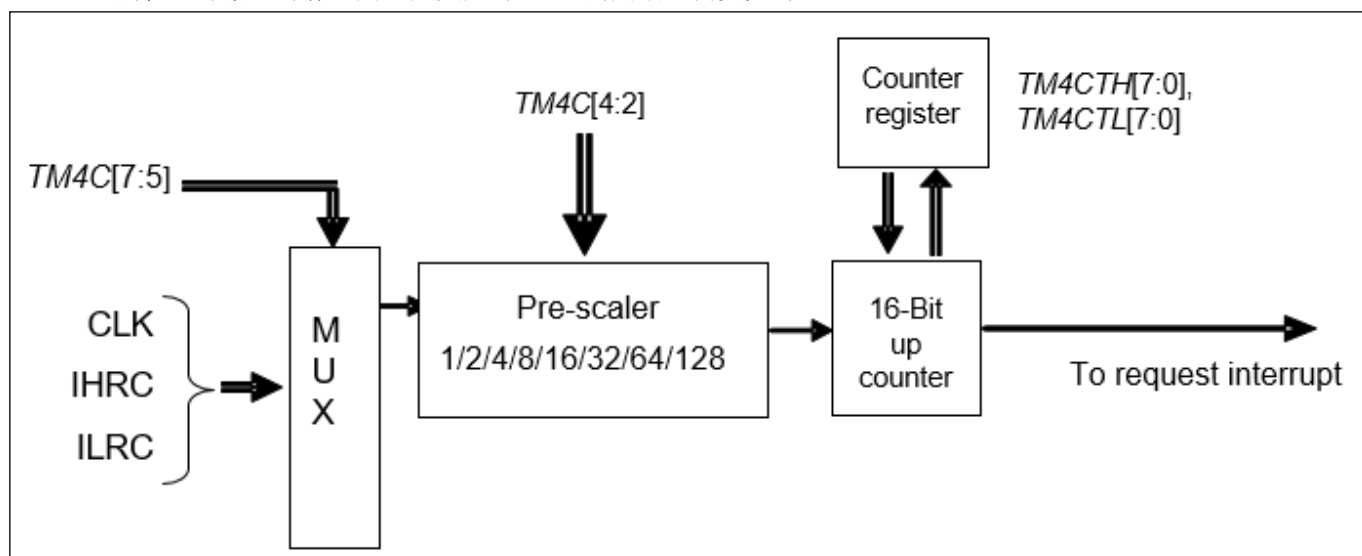 TM4C[7:5]
TM4C[4:2]
Counter
register
TM4CTH[7:0],
TM4CTL[7:0]
CLK
IHRC
ILRC
M
U
X
Pre-scaler
1/2/4/8/16/32/64/128
16-Bit
up
counter
To request interrupt